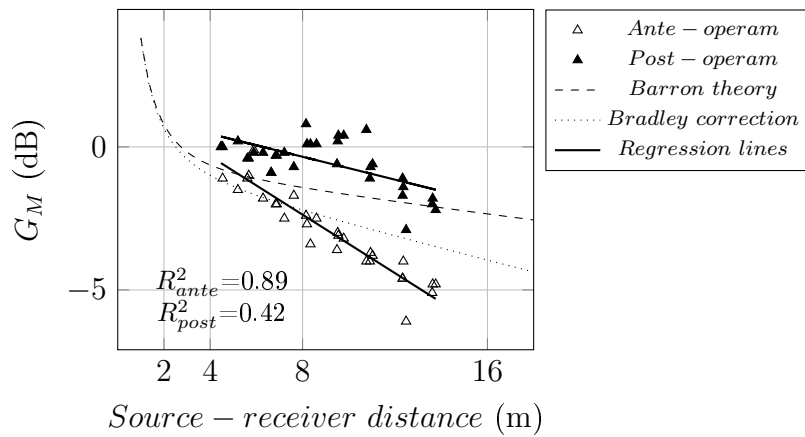 Ante − operam
Post − operam
Barron theory
Bradley correction
Regression lines
G_M (dB)
0
−5
R²_ante=0.89
R²_post=0.42
2 4 8 16
Source − receiver distance (m)